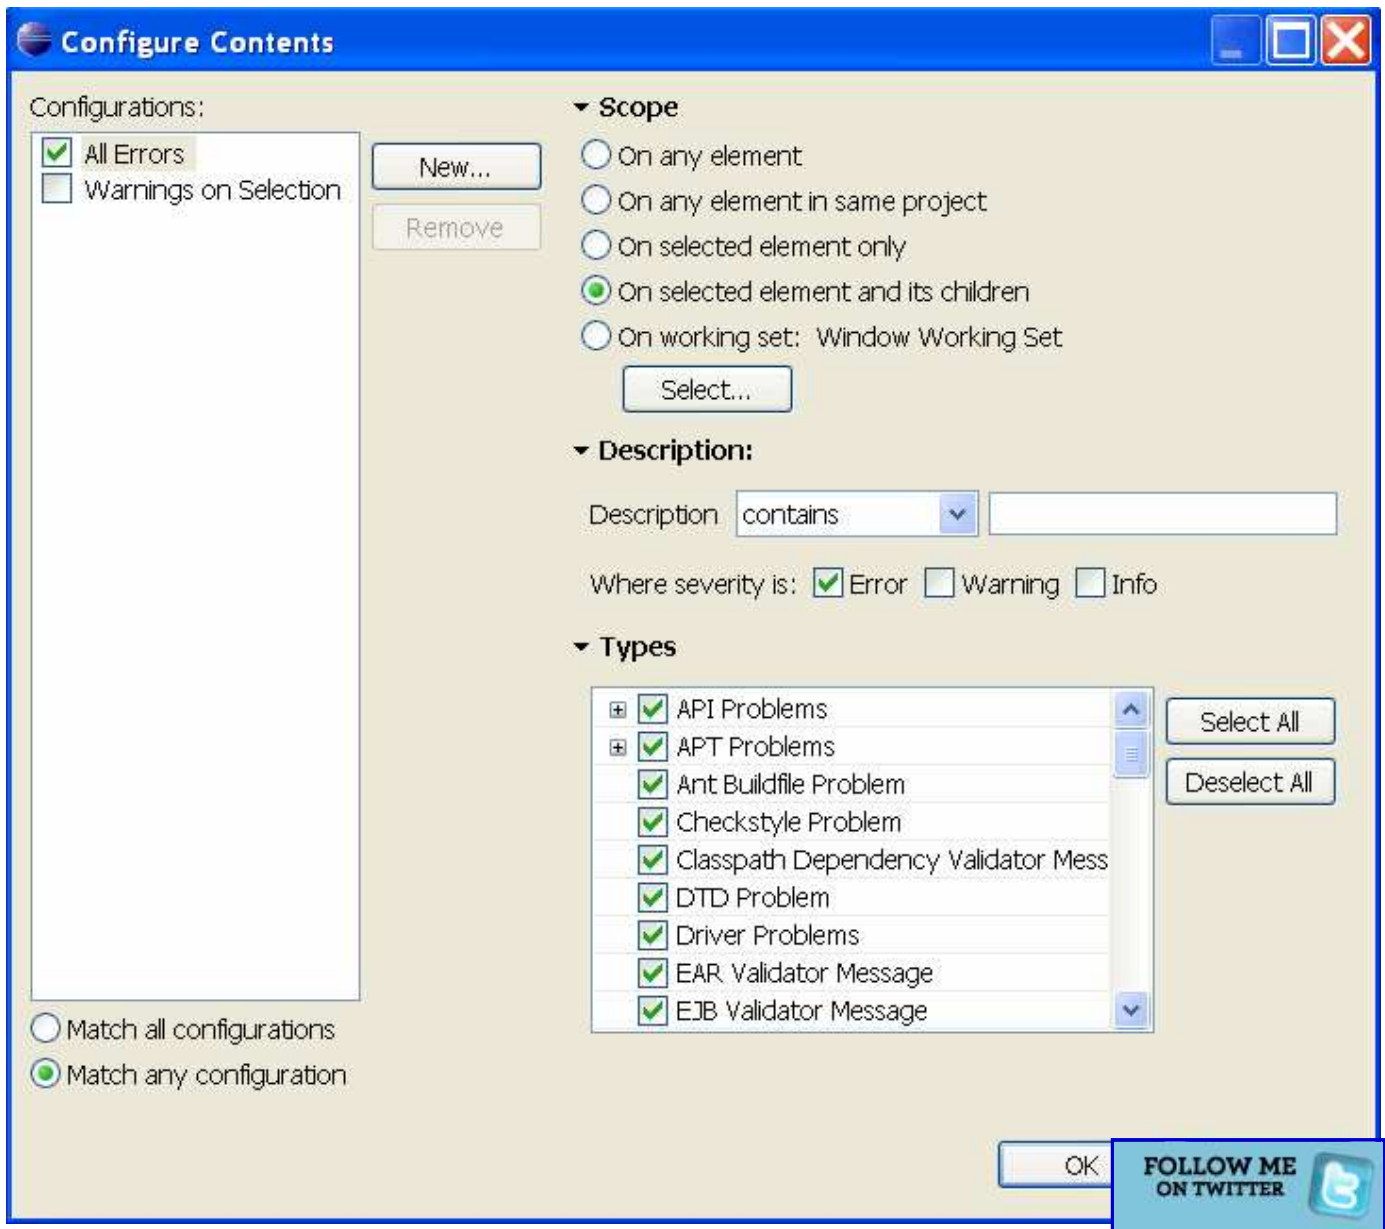 Configure Contents
Configurations:
All Errors
Warnings on Selection
New...
Remove
Match all configurations
Match any configuration
Scope
On any element
On any element in same project
On selected element only
On selected element and its children
On working set: Window Working Set
Select...
Description:
Description contains
Where severity is: Error Warning Info
Types
API Problems
APT Problems
Ant Buildfile Problem
Checkstyle Problem
Classpath Dependency Validator Mess
DTD Problem
Driver Problems
EAR Validator Message
EJB Validator Message
Select All
Deselect All
OK
FOLLOW ME
ON TWITTER